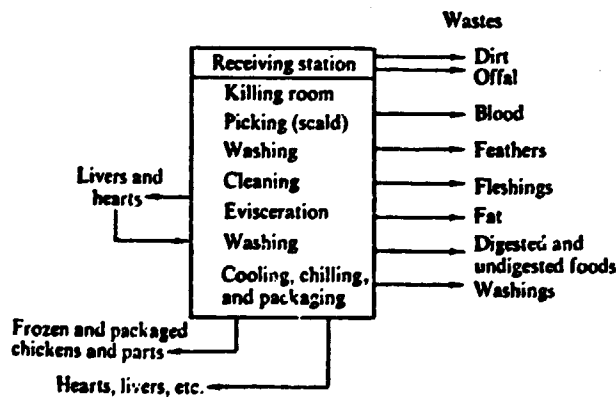 Wastes
Receiving station
Dirt
Offal
Killing room
Picking (scald)
Blood
Washing
Feathers
Livers and
hearts
Cleaning
Fleshings
Evisceration
Fat
Washing
Digested and
undigested foods
Cooling, chilling,
and packaging
Washings
Frozen and packaged
chickens and parts
Hearts, livers, etc.